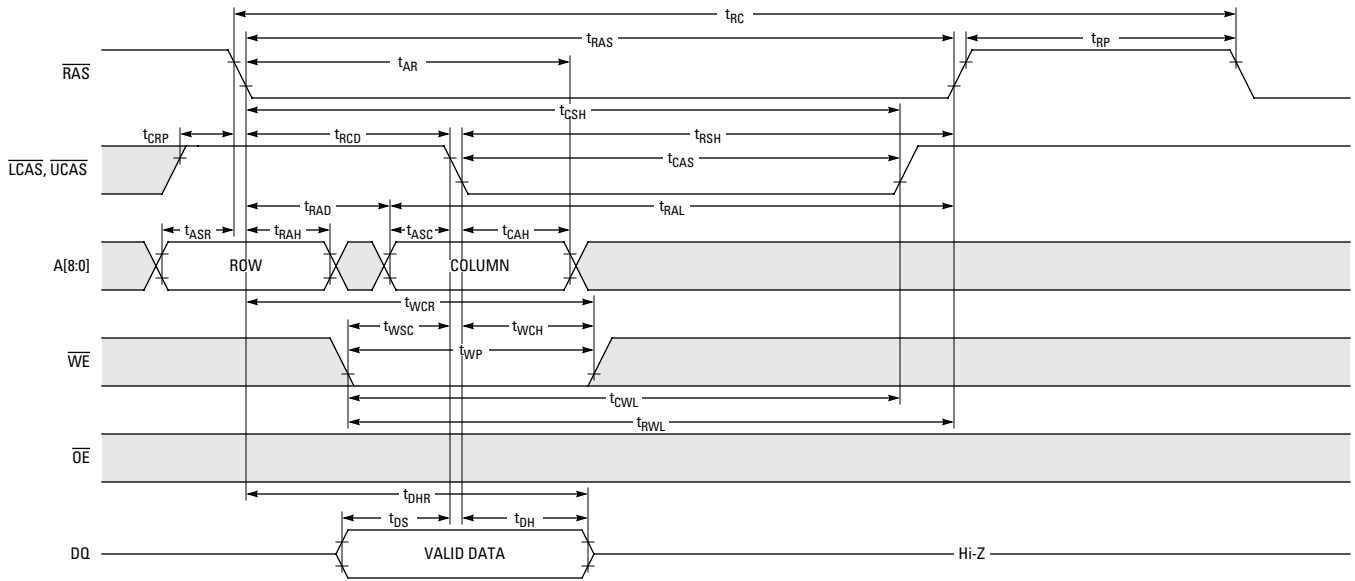 tRC
tRAS
tRP
RAS
tAR
tCSH
tCRP
tRCD
tRSH
LCAS, UCAS
tCAS
tRAD
tRAL
tASR
tRAH
tASC
tCAH
A[8:0]
ROW
COLUMN
tWCR
tWSC
tWCH
WE
tWP
tCWL
tRWL
OE
tDHR
tDS
tDH
DQ
VALID DATA
Hi-Z